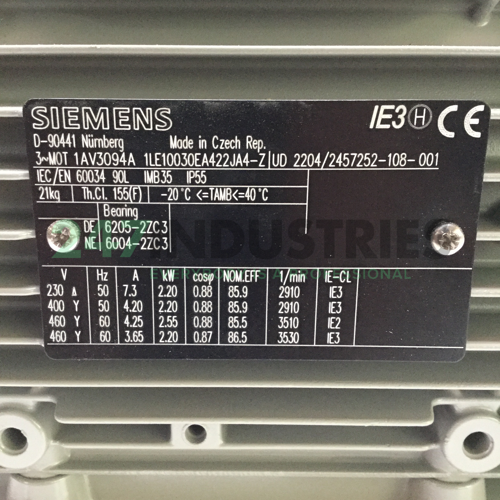 SIEMENS IE3 H CE
D-90441 Nürnberg Made in Czech Rep.
3~MOT 1AV3094A 1LE10030EA422JA4-Z UD 2204/2457252-108-001
IEC/EN 60034 90L IMB35 IP55
21kg Th.Cl. 155(F) -20°C <=TAMB<=40°C
Bearing
DE 6205-2ZC3
NE 6004-2ZC3
INDUSTRIES
V Hz A kW cosφ NOM.EFF 1/min IE-CL
230 Δ 50 7.3 2.20 0.88 85.9 2910 IE3
400 Y 50 4.20 2.20 0.88 85.9 2910 IE3
460 Y 60 4.25 2.55 0.88 85.5 3510 IE2
460 Y 60 3.65 2.20 0.87 86.5 3530 IE3